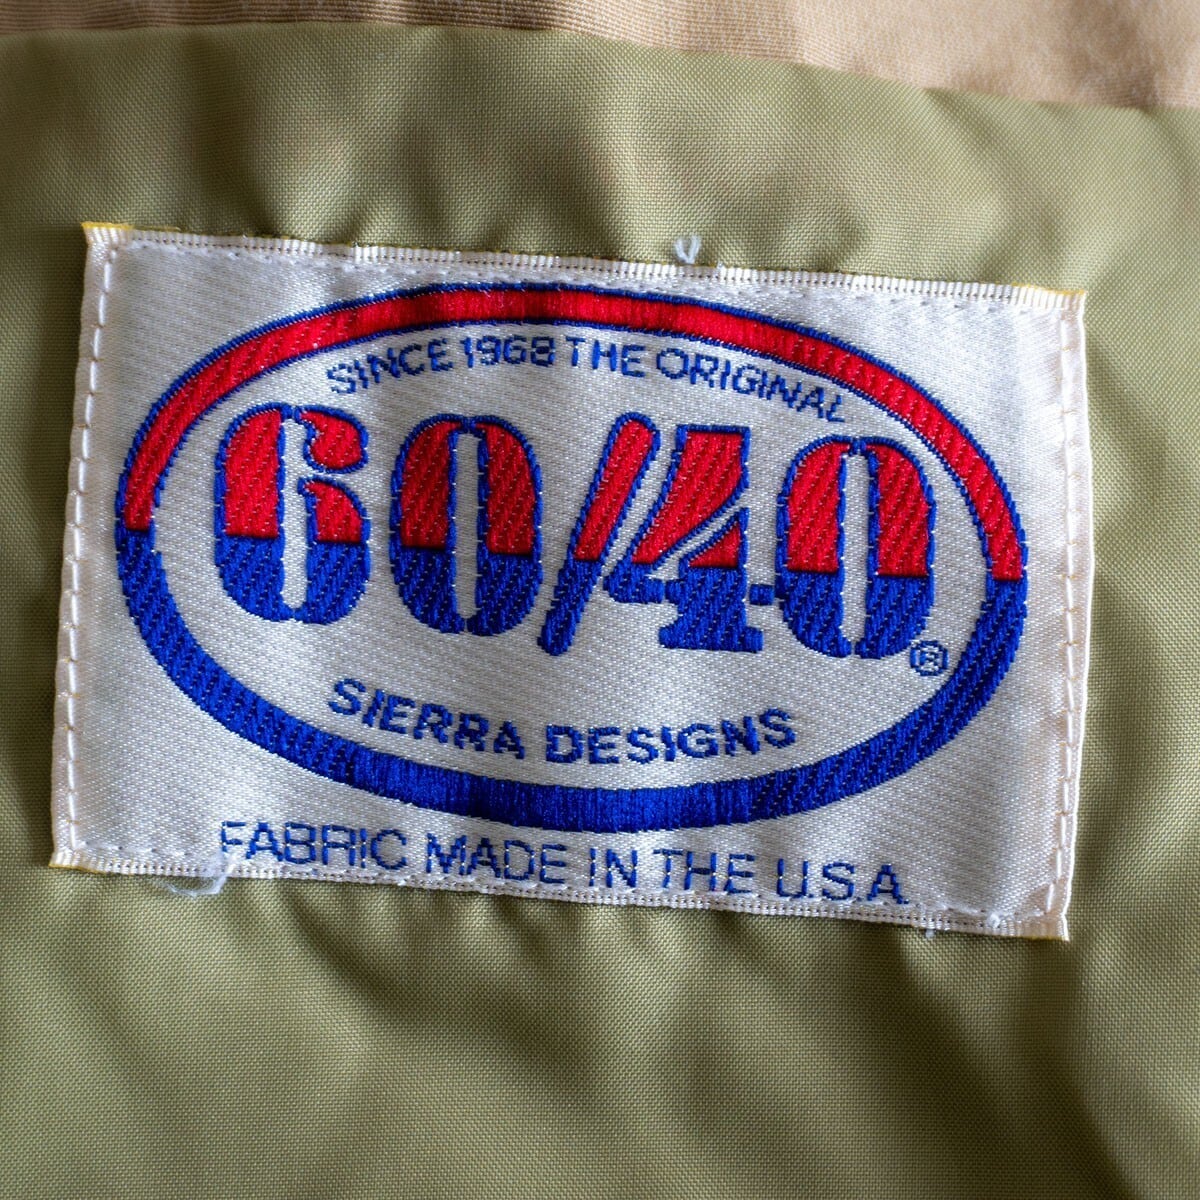 SINCE 1968 THE ORIGINAL
60/40®
SIERRA DESIGNS
FABRIC MADE IN THE U.S.A.